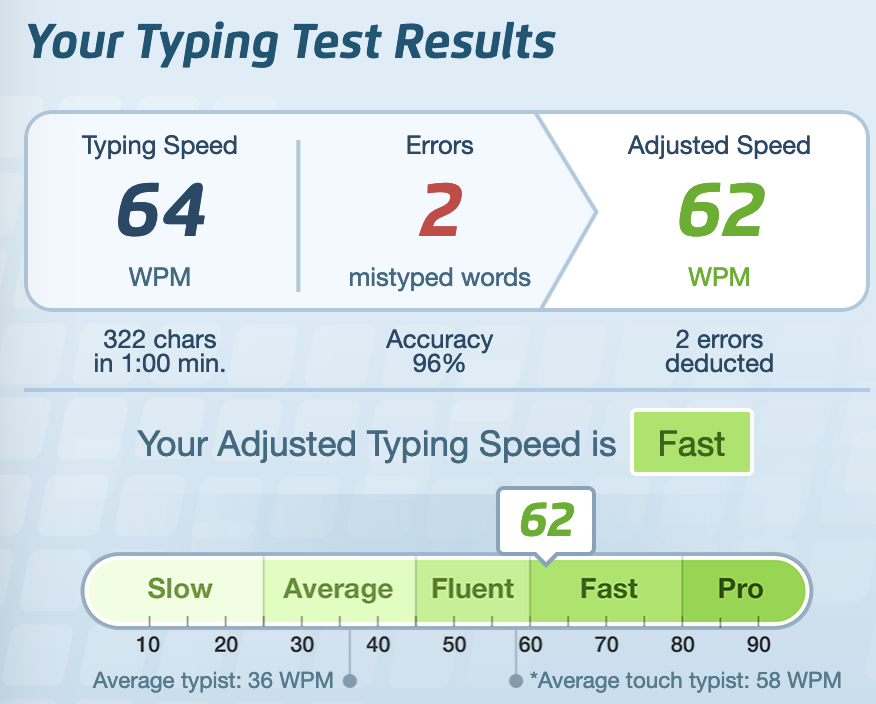 Your Typing Test Results
Typing Speed
64
WPM
322 chars
in 1:00 min.
Errors
2
mistyped words
Accuracy
96%
Adjusted Speed
62
WPM
2 errors
deducted
Your Adjusted Typing Speed is Fast
62
Slow Average Fluent Fast Pro
10 20 30 40 50 60 70 80 90
Average typist: 36 WPM *Average touch typist: 58 WPM